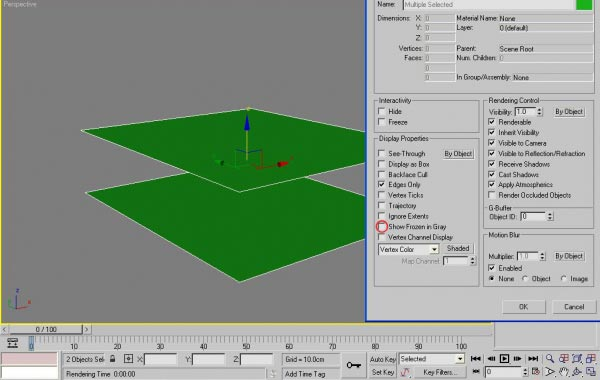 Perspective
Name: Multiple Selected
Dimensions: X: 0 Material Name: None
Y: 0 Layer: 0 (default)
Z: 0
Vertices: 0 Parent: Scene Root
Faces: 0 Num. Children: 0
0 In Group/Assembly: None
Interactivity
Hide
Freeze
Display Properties
See-Through By Object
Display as Box
Backface Cull
Edges Only
Vertex Ticks
Trajectory
Ignore Extents
Show Frozen in Gray
Vertex Channel Display
Vertex Color Shaded
Map Channel: 1
Rendering Control
Visibility: 1.0 By Object
Renderable
Inherit Visibility
Visible to Camera
Visible to Reflection/Refraction
Receive Shadows
Cast Shadows
Apply Atmospherics
Render Occluded Objects
G-Buffer
Object ID: 0
Motion Blur
Multiplier: 1.0 By Object
Enabled
None Object Image
OK Cancel
z
x
0 / 100
0 10 20 30 40 50 60 70 80 90 100
2 Objects Sel X: Y: Z: Grid = 10.0cm Auto Key Selected
Rendering Time 0:00:00 Add Time Tag Set Key Key Filters... 0